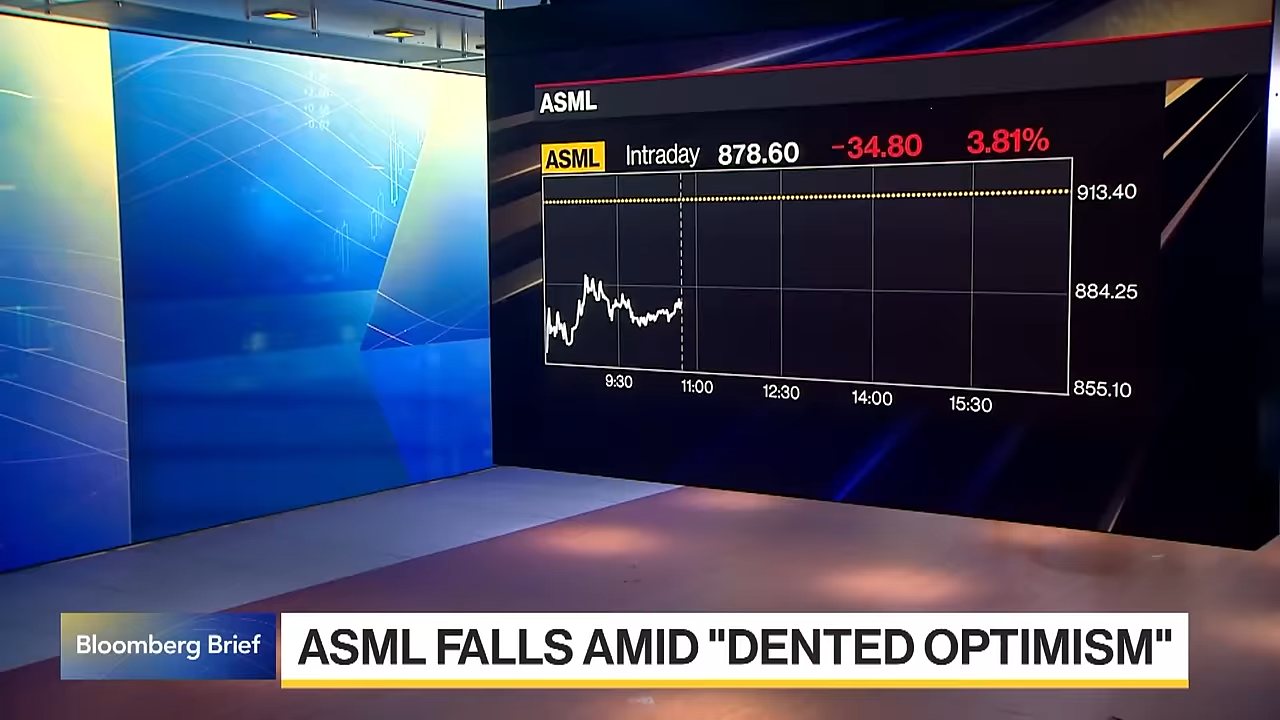 ASML
ASML Intraday 878.60 -34.80 3.81%
913.40
884.25
855.10
9:30 11:00 12:30 14:00 15:30
Bloomberg Brief
ASML FALLS AMID "DENTED OPTIMISM"